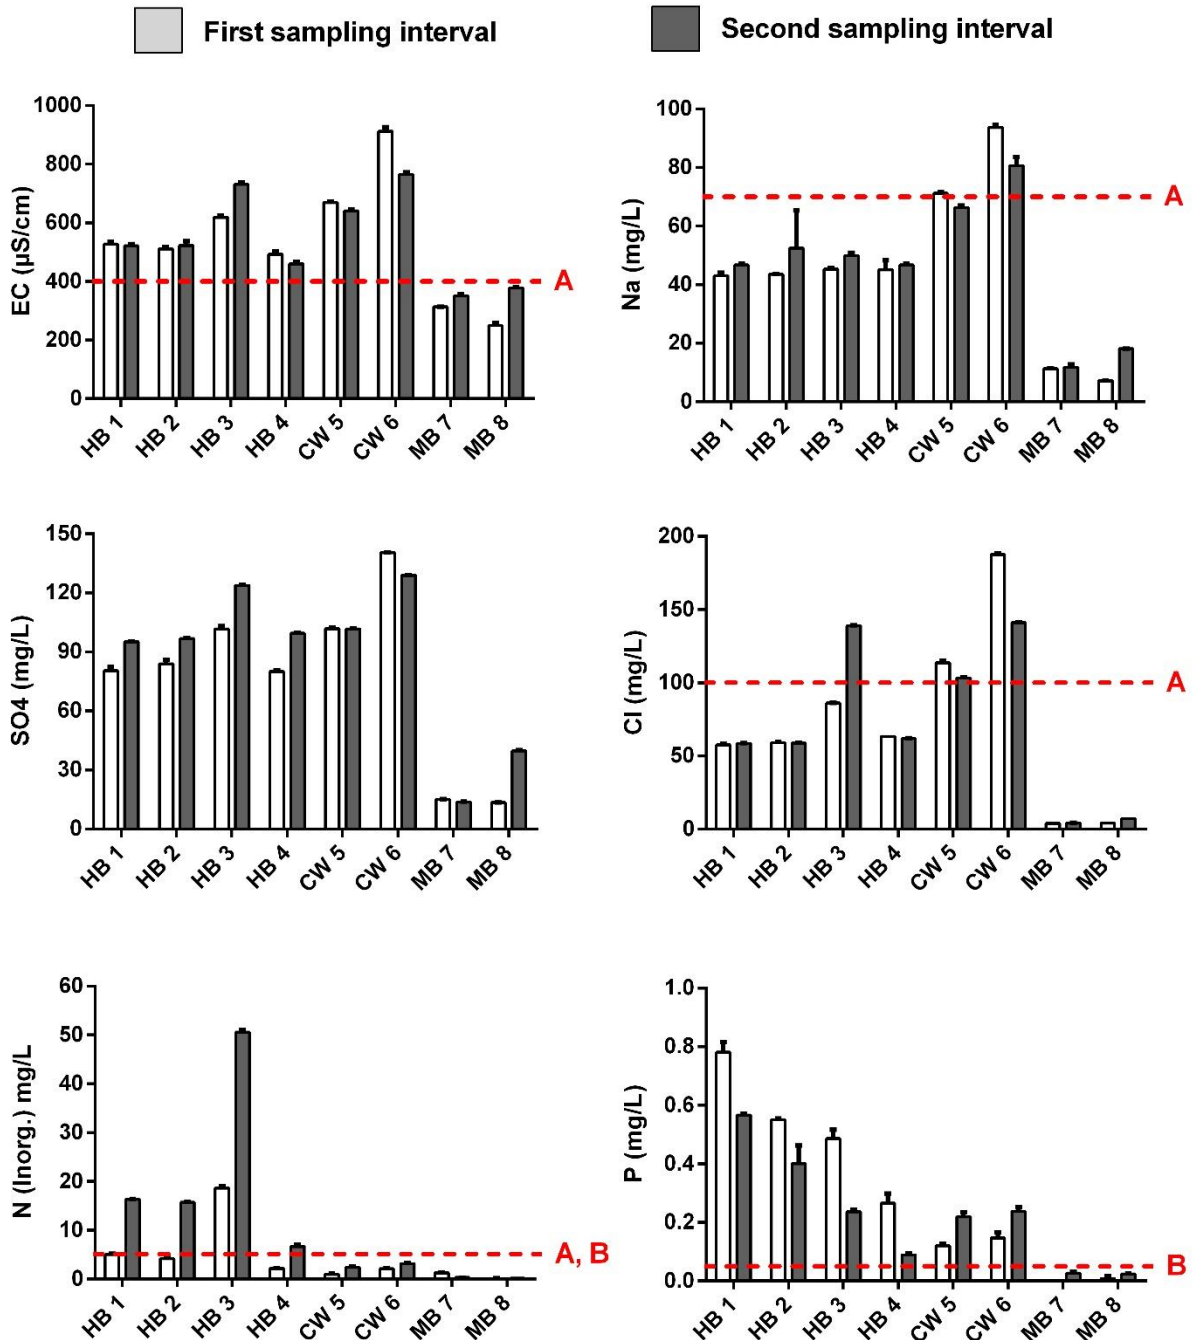 First sampling interval
Second sampling interval
EC (µS/cm)
1000
800
600
400
200
0
A
HB 1
HB 2
HB 3
HB 4
CW 5
CW 6
MB 7
MB 8
Na (mg/L)
100
80
60
40
20
0
A
HB 1
HB 2
HB 3
HB 4
CW 5
CW 6
MB 7
MB 8
SO4 (mg/L)
150
120
90
60
30
0
HB 1
HB 2
HB 3
HB 4
CW 5
CW 6
MB 7
MB 8
Cl (mg/L)
200
150
100
50
0
A
HB 1
HB 2
HB 3
HB 4
CW 5
CW 6
MB 7
MB 8
N (Inorg.) mg/L
60
50
40
30
20
10
0
A, B
HB 1
HB 2
HB 3
HB 4
CW 5
CW 6
MB 7
MB 8
P (mg/L)
1.0
0.8
0.6
0.4
0.2
0.0
B
HB 1
HB 2
HB 3
HB 4
CW 5
CW 6
MB 7
MB 8